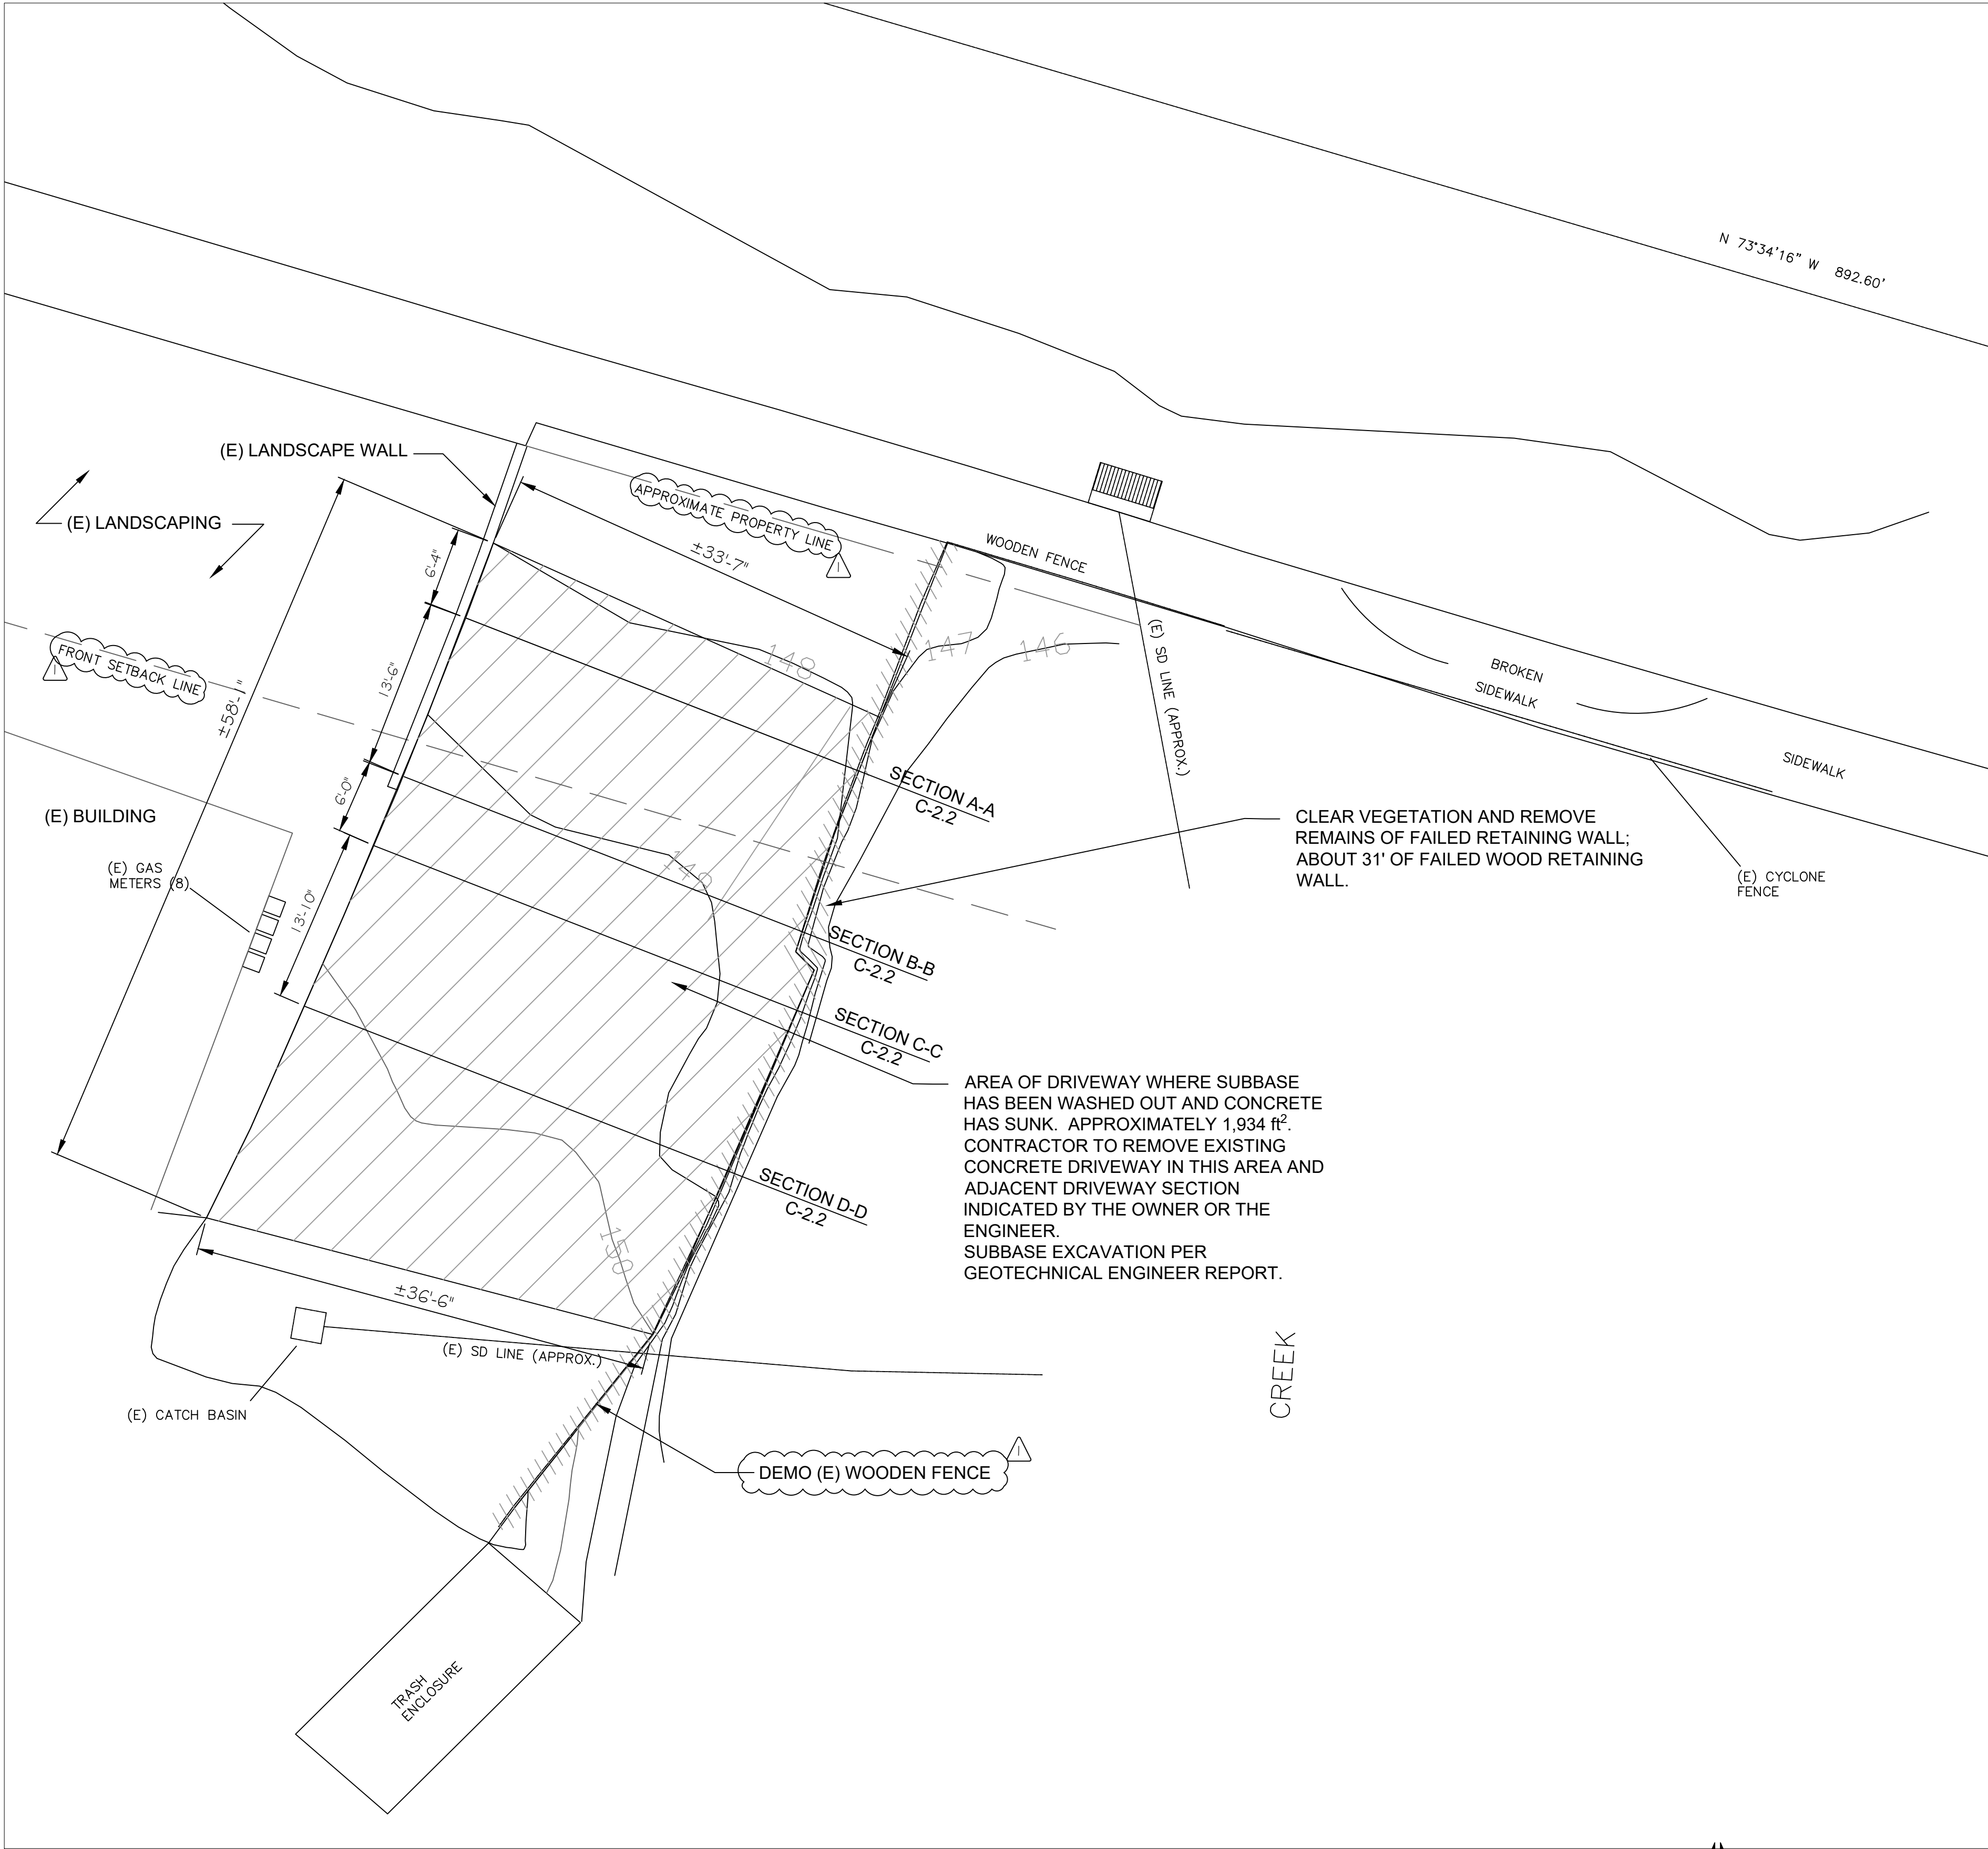 N 73°34'16" W 892.60'
(E) LANDSCAPE WALL
(E) LANDSCAPING
APPROXIMATE PROPERTY LINE
1
±33'-7"
WOODEN FENCE
6'-4"
148
147
146
(E) SD LINE (APPROX.)
BROKEN
SIDEWALK
SIDEWALK
FRONT SETBACK LINE
1
±58'-1"
13'-6"
SECTION A-A
C-2.2
6'-0"
(E) BUILDING
CLEAR VEGETATION AND REMOVE
REMAINS OF FAILED RETAINING WALL;
ABOUT 31' OF FAILED WOOD RETAINING
WALL.
(E) GAS
METERS (8)
149
(E) CYCLONE
FENCE
13'-10"
SECTION B-B
C-2.2
SECTION C-C
C-2.2
AREA OF DRIVEWAY WHERE SUBBASE
HAS BEEN WASHED OUT AND CONCRETE
HAS SUNK. APPROXIMATELY 1,934 ft².
CONTRACTOR TO REMOVE EXISTING
CONCRETE DRIVEWAY IN THIS AREA AND
ADJACENT DRIVEWAY SECTION
INDICATED BY THE OWNER OR THE
ENGINEER.
SUBBASE EXCAVATION PER
GEOTECHNICAL ENGINEER REPORT.
SECTION D-D
C-2.2
150
±36'-6"
(E) SD LINE (APPROX.)
CREEK
(E) CATCH BASIN
DEMO (E) WOODEN FENCE
1
TRASH
ENCLOSURE